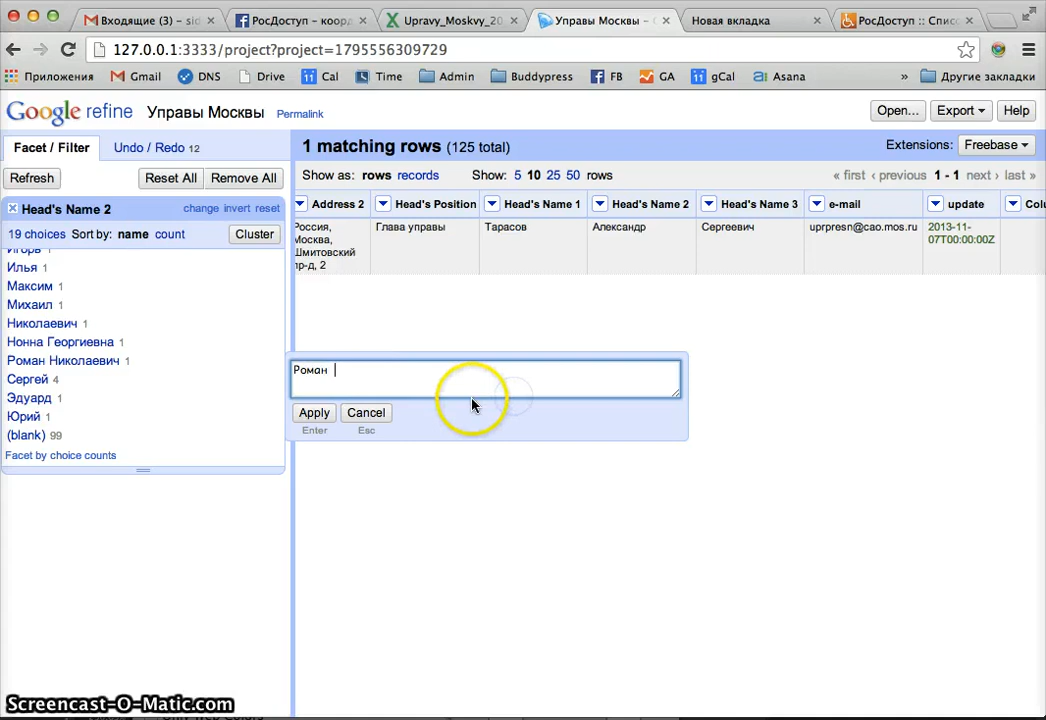 Входящие (3) – sid
РосДоступ – коорд
Upravy_Moskvy_20
Управы Москвы – G
Новая вкладка
РосДоступ :: Списо
127.0.0.1:3333/project?project=1795556309729
Приложения Gmail DNS Drive Cal Time Admin Buddypress FB GA gCal Asana » Другие закладки
Google refine Управы Москвы Permalink Open... Export Help
Facet / Filter Undo / Redo 12 1 matching rows (125 total) Extensions: Freebase
Refresh Reset All Remove All Show as: rows records Show: 5 10 25 50 rows « first ‹ previous 1 - 1 next › last »
Head's Name 2 change invert reset
19 choices Sort by: name count Cluster
Address 2 Head's Position Head's Name 1 Head's Name 2 Head's Name 3 e-mail update Colu
Россия,
Москва,
Шмитовский
пр-д, 2
Глава управы Тарасов Александр Сергеевич uprpresn@cao.mos.ru 2013-11-
07T00:00:00Z
Игорь 1
Илья 1
Максим 1
Михаил 1
Николаевич 1
Нонна Георгиевна 1
Роман Николаевич 1
Сергей 4
Эдуард 1
Юрий 1
(blank) 99
Facet by choice counts
Роман
Apply Cancel
Enter Esc
Screencast-O-Matic.com